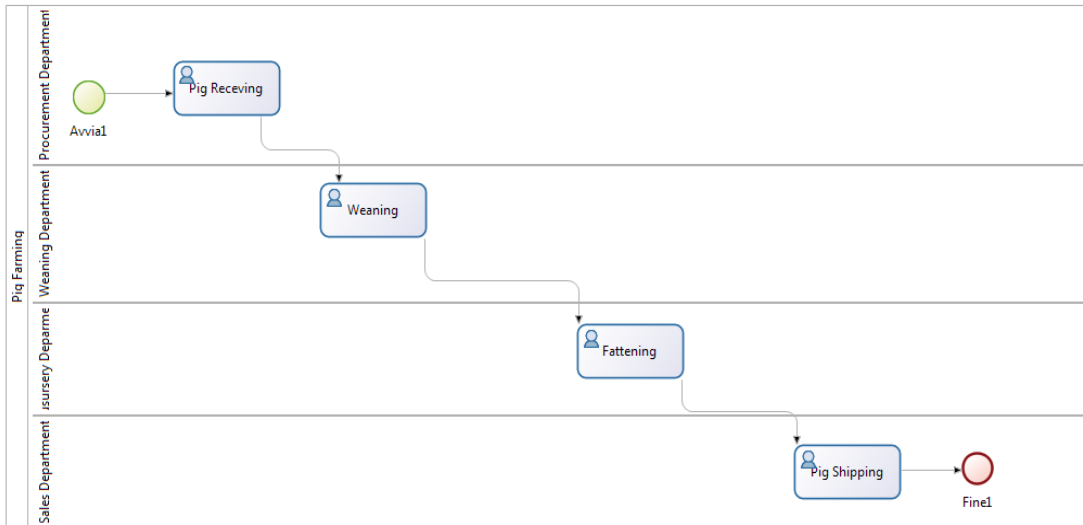 Pig Farming
Procurement Department
Avvia1
Pig Receving
Weaning Department
Weaning
Fattening
Sales Department
Pig Shipping
Fine1